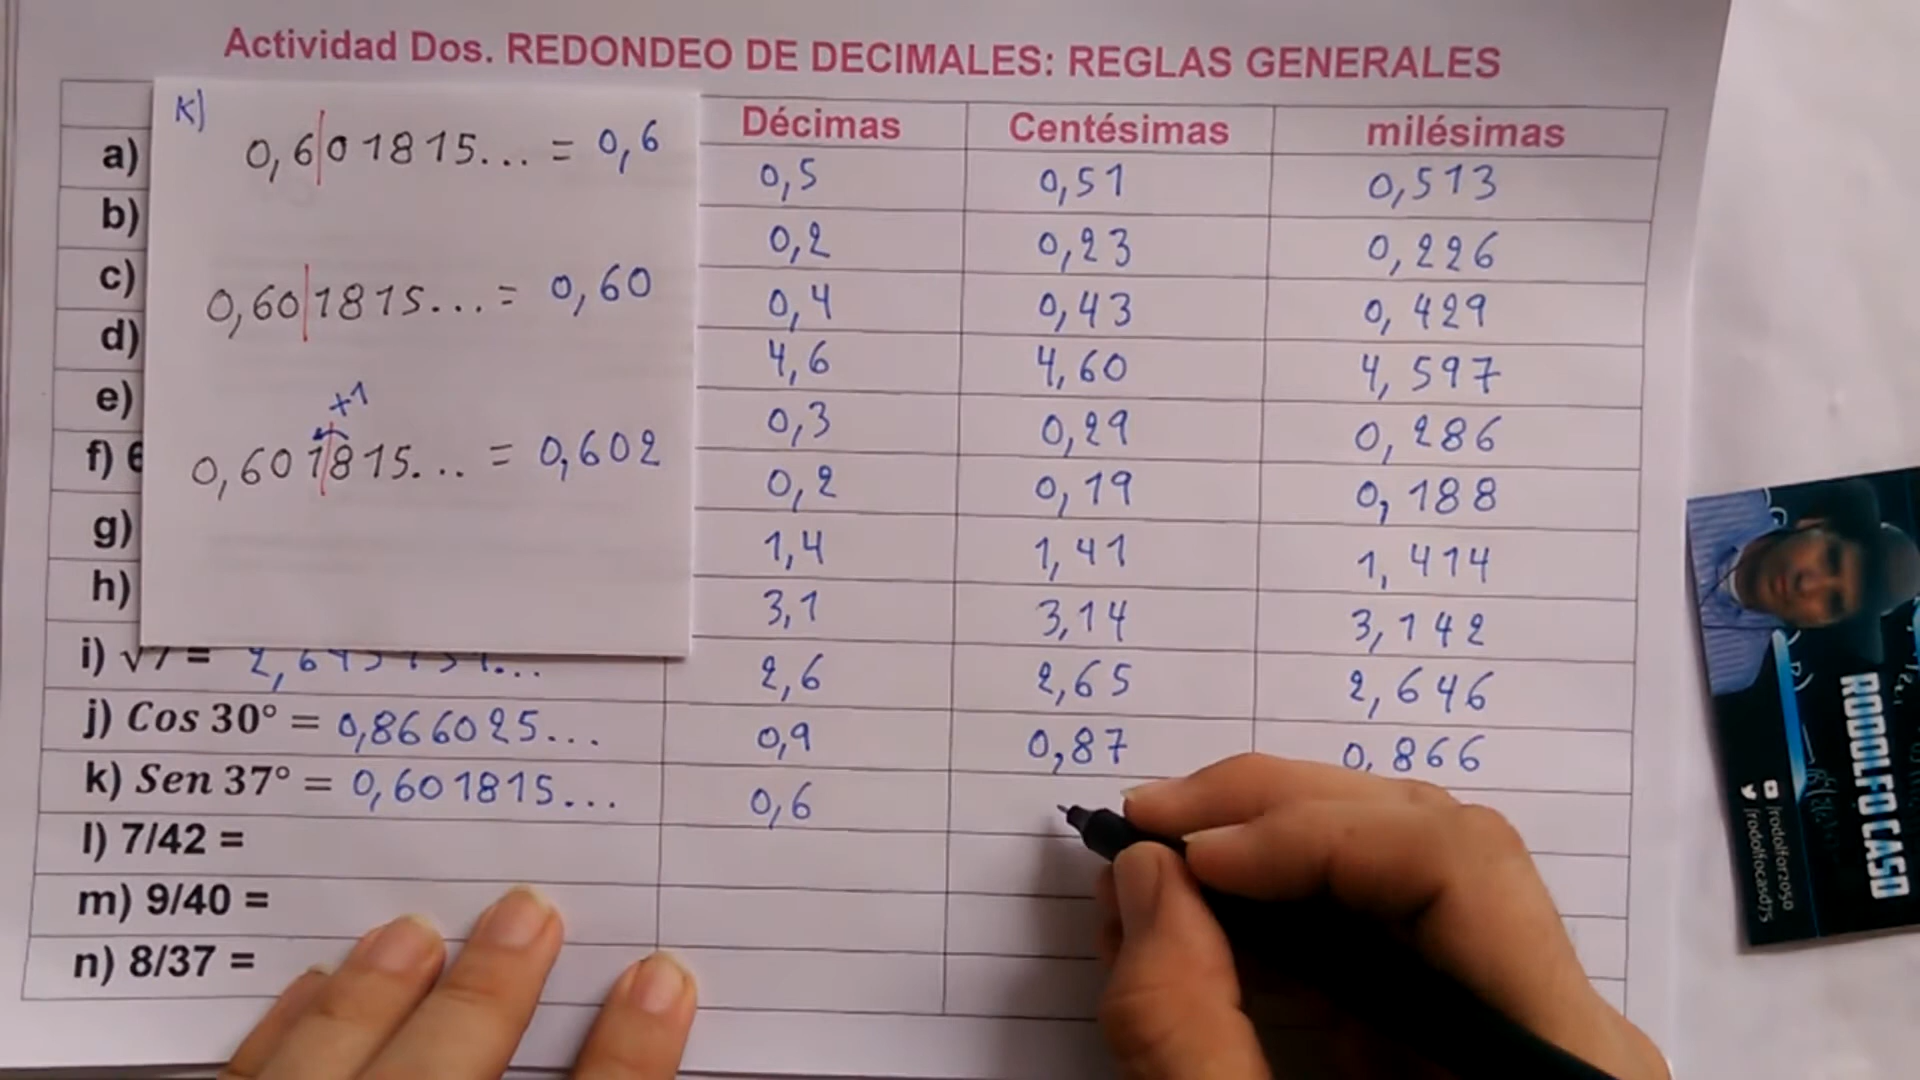 Actividad Dos. REDONDEO DE DECIMALES: REGLAS GENERALES
Décimas Centésimas milésimas
K)
0,6|01815... = 0,6
0,60|1815... = 0,60
+1
0,601|815... = 0,602
a) 0,5 0,51 0,513
b) 0,2 0,23 0,226
c) 0,4 0,43 0,429
d) 4,6 4,60 4,597
e) 0,3 0,29 0,286
f) 6 0,2 0,19 0,188
g) 1,4 1,41 1,414
h) 3,1 3,14 3,142
i) √7 = 2,6 2,65 2,646
j) Cos 30° = 0,866025... 0,9 0,87 0,866
k) Sen 37° = 0,601815... 0,6
l) 7/42 =
m) 9/40 =
n) 8/37 =
RODOLFO CASO
/rodolforzoso
/rodolfocasd75